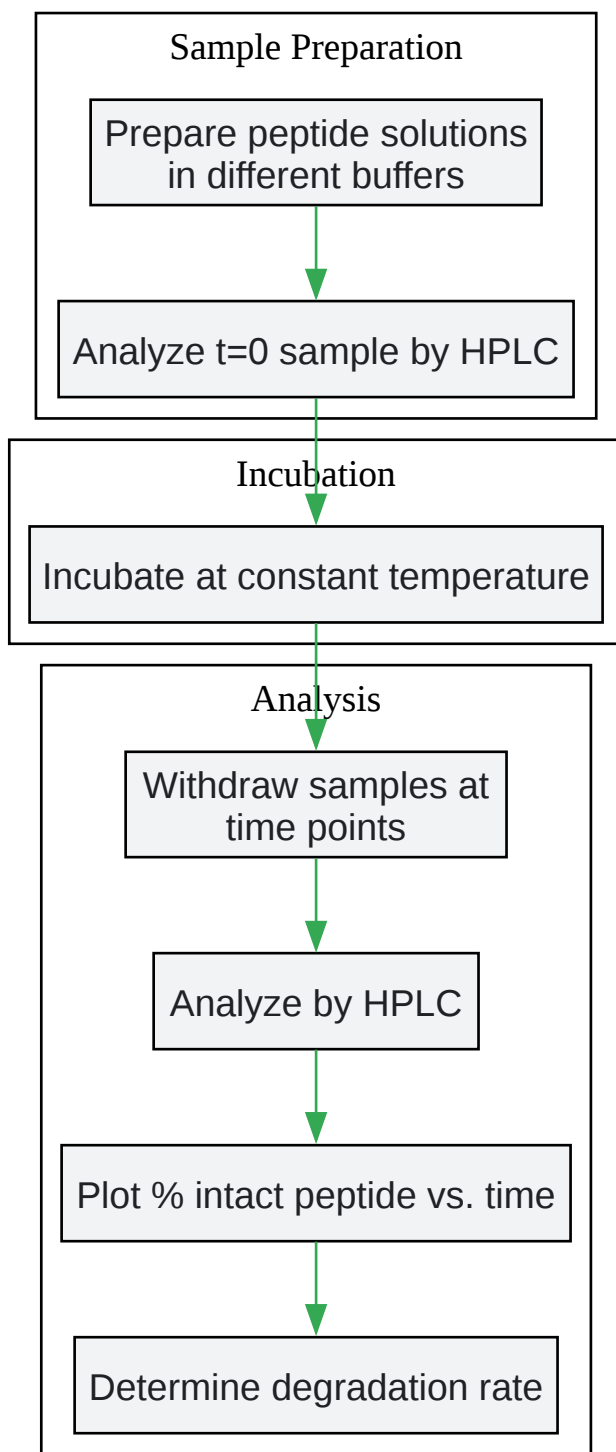 Sample Preparation
Prepare peptide solutions
in different buffers
Analyze t=0 sample by HPLC
Incubation
Incubate at constant temperature
Analysis
Withdraw samples at
time points
Analyze by HPLC
Plot % intact peptide vs. time
Determine degradation rate